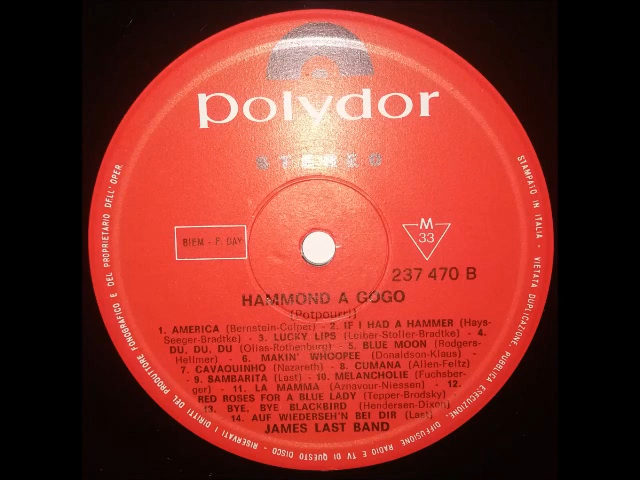 polydor
STEREO
BIEM - F. DAY
M
33
237 470 B
HAMMOND A GOGO
(Potpourri)
1. AMERICA (Bernstein-Calpei) - 2. IF I HAD A HAMMER (Hays-
Seeger-Bradtke) - 3. LUCKY LIPS (Leiber-Stoller-Bradtke) - 4.
DU, DU, DU (Olias-Rothenburg) - 5. BLUE MOON (Rodgers-
Hellmer) - 6. MAKIN' WHOOPEE (Donaldson-Klaus) -
7. CAVAQUINHO (Nazareth) - 8. CUMANA (Allen-Feltz)
- 9. SAMBARITA (Last) - 10. MELANCHOLIE (Fuchsber-
ger) - 11. LA MAMMA (Aznavour-Niessen) - 12.
RED ROSES FOR A BLUE LADY (Tepper-Brodsky)
- 13. BYE, BYE BLACKBIRD (Hendersen-Dixon)
14. AUF WIEDERSEH'N BEI DIR (Last)
JAMES LAST BAND
STAMPATO IN ITALIA - VIETATA DUPLICAZIONE, PUBBLICA ESECUZIONE, DIFFUSIONE RADIO E TV DI QUESTO DISCO - RISERVATI I DIRITTI DEL PRODUTTORE FONOGRAFICO E DEL PROPRIETARIO DELL'OPER.